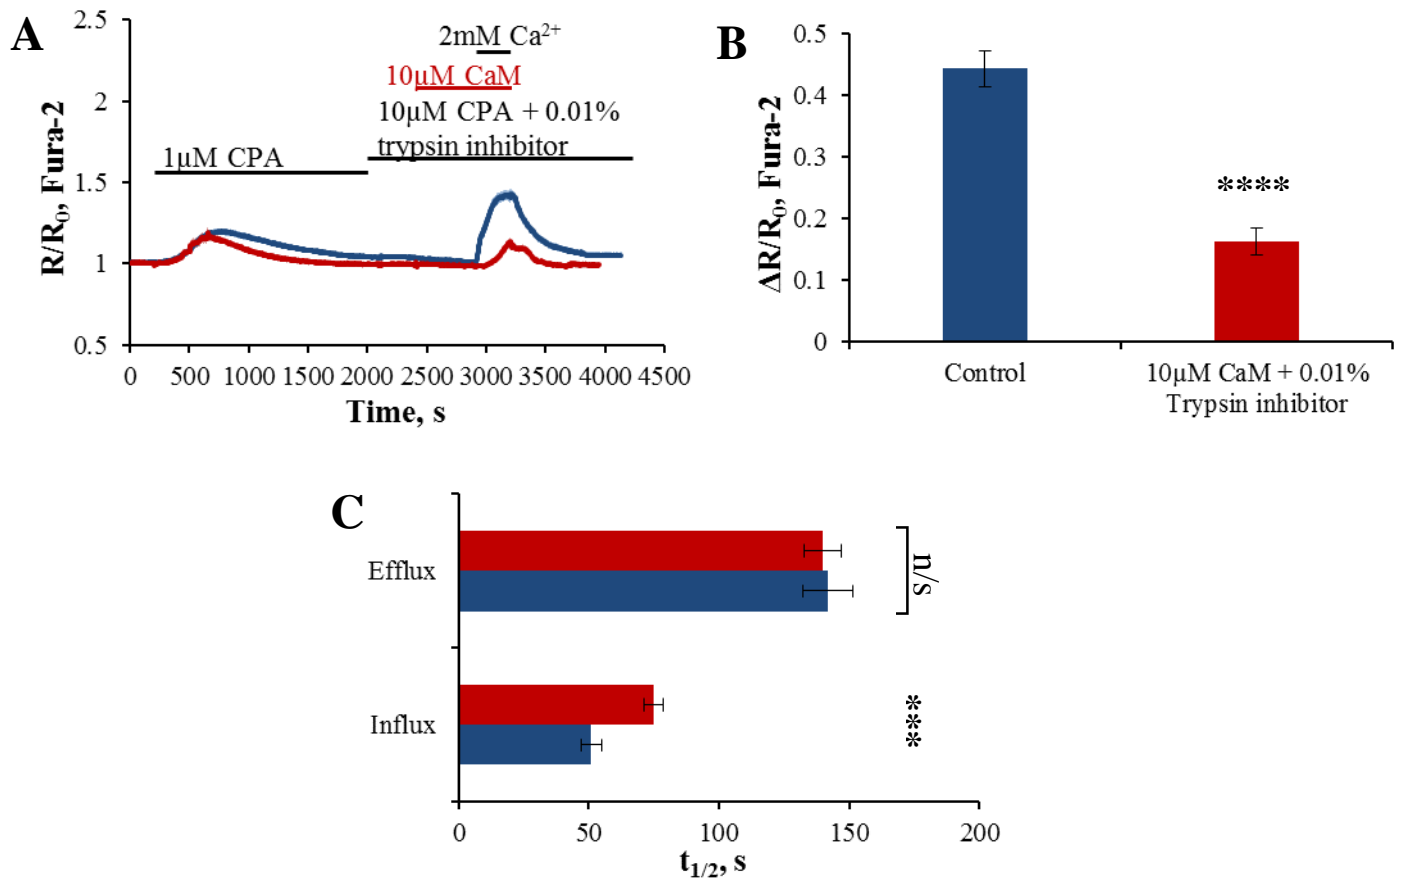 A
2.5
2
1.5
1
0.5
R/R0, Fura-2
2mM Ca²⁺
10µM CaM
10µM CPA + 0.01%
trypsin inhibitor
1µM CPA
0 500 1000 1500 2000 2500 3000 3500 4000 4500
Time, s
B
0.5
0.4
0.3
0.2
0.1
0
ΔR/R0, Fura-2
****
Control
10µM CaM + 0.01%
Trypsin inhibitor
C
Efflux
n/s
Influx
***
0 50 100 150 200
t1/2, s